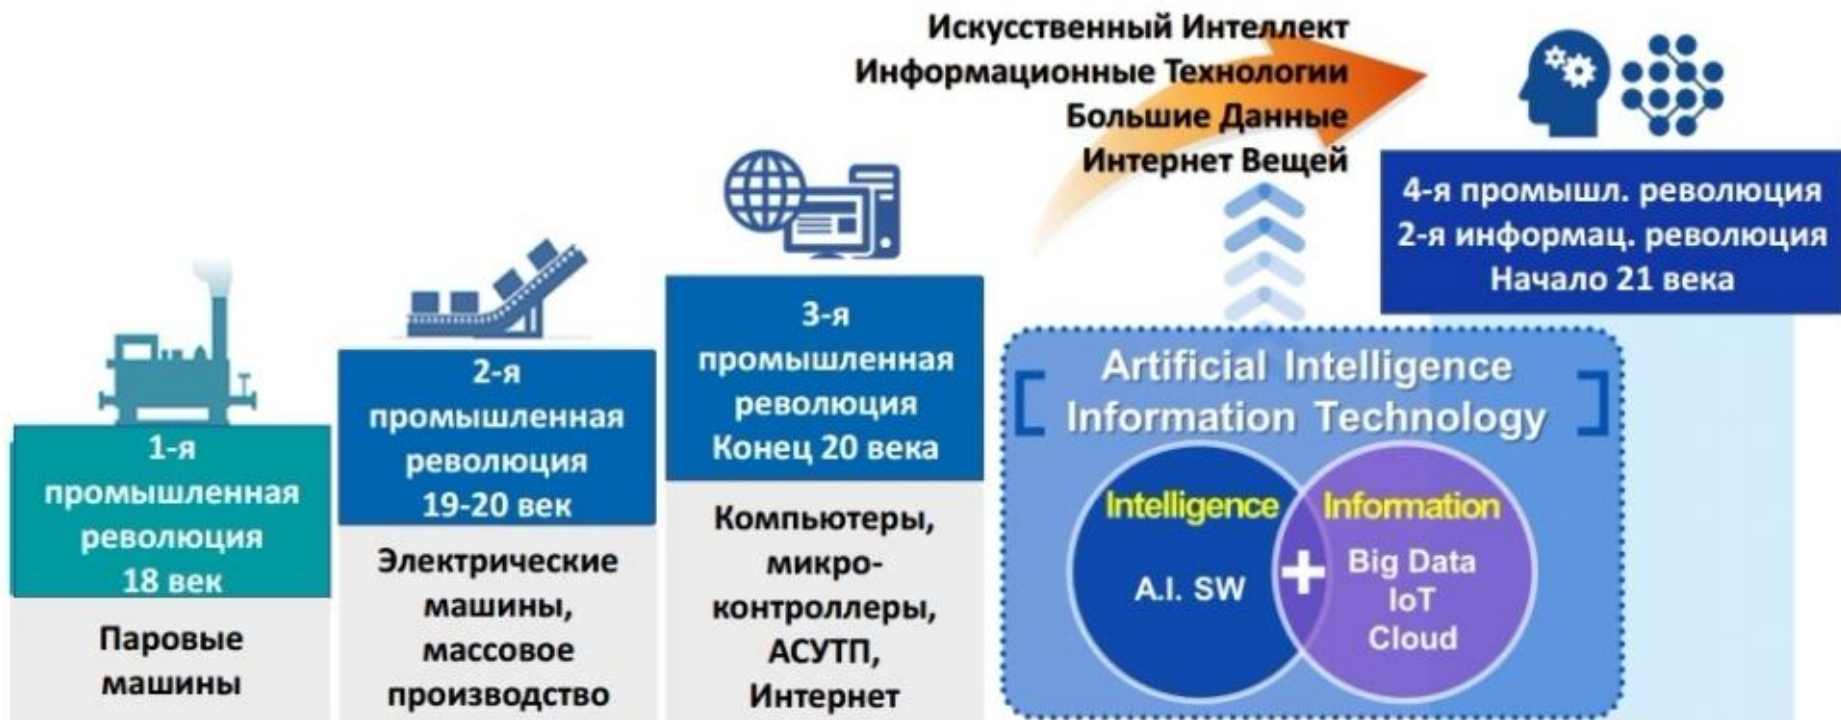 Искусственный Интеллект
Информационные Технологии
Большие Данные
Интернет Вещей
4-я промышл. революция
2-я информац. революция
Начало 21 века
3-я
промышленная
революция
Конец 20 века
Компьютеры,
микро-
контроллеры,
АСУТП,
Интернет
2-я
промышленная
революция
19-20 век
Электрические
машины,
массовое
производство
1-я
промышленная
революция
18 век
Паровые
машины
Artificial Intelligence
Information Technology
Intelligence
A.I. SW
+
Information
Big Data
IoT
Cloud